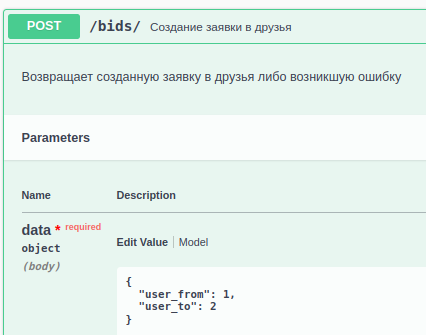 POST /bids/ Создание заявки в друзья
Возвращает созданную заявку в друзья либо возникшую ошибку
Parameters
Name Description
data * required
object
(body)
Edit Value | Model
{
"user_from": 1,
"user_to": 2
}